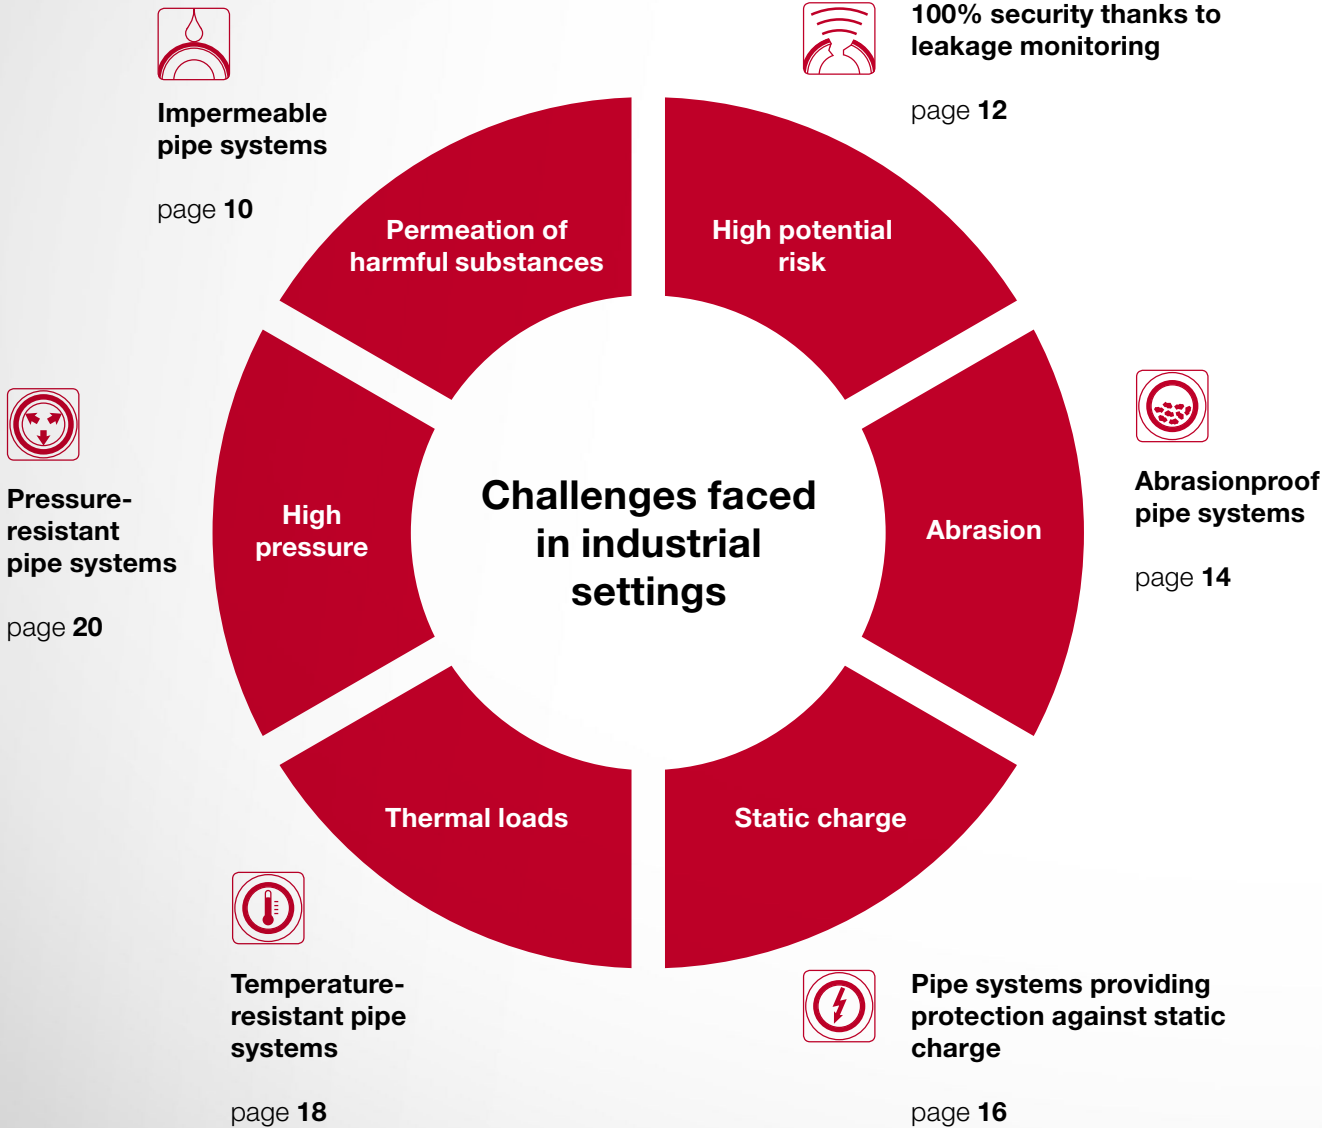 100% security thanks to
leakage monitoring
page 12
Impermeable
pipe systems
page 10
Permeation of
harmful substances
High potential
risk
Pressure-
resistant
pipe systems
page 20
High
pressure
Challenges faced
in industrial
settings
Abrasion
Abrasionproof
pipe systems
page 14
Thermal loads
Static charge
Temperature-
resistant pipe
systems
page 18
Pipe systems providing
protection against static
charge
page 16